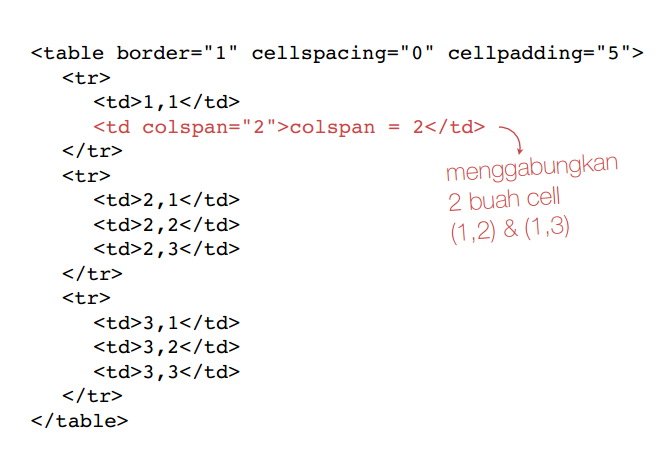 <table border="1" cellspacing="0" cellpadding="5">
<tr>
<td>1,1</td>
<td colspan="2">colspan = 2</td>
</tr>
<tr>
<td>2,1</td>
<td>2,2</td>
<td>2,3</td>
</tr>
<tr>
<td>3,1</td>
<td>3,2</td>
<td>3,3</td>
</tr>
</table>
menggabungkan
2 buah cell
(1,2) & (1,3)